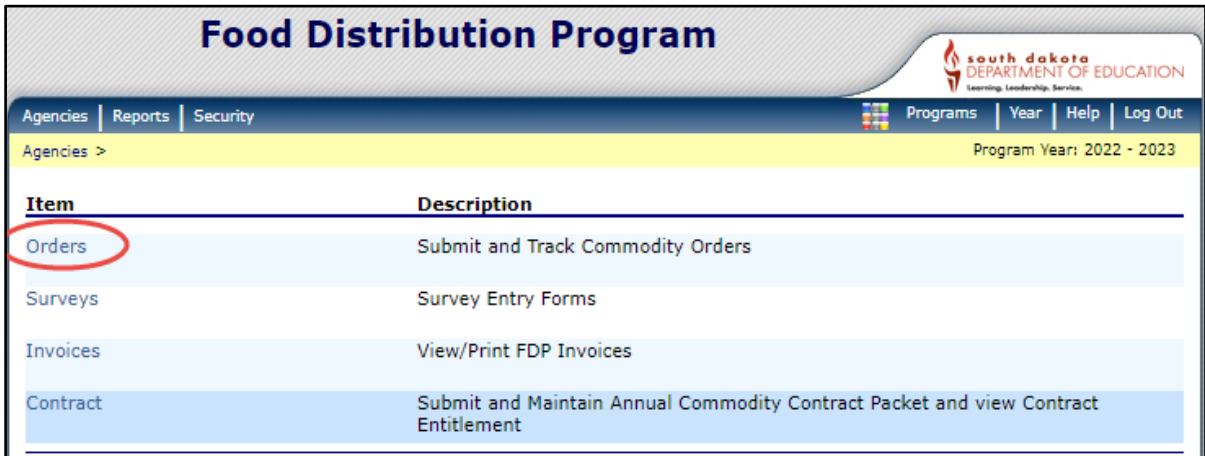 Food Distribution Program
south dakota
DEPARTMENT OF EDUCATION
Learning. Leadership. Service.
Agencies | Reports | Security Programs | Year | Help | Log Out
Agencies > Program Year: 2022 - 2023
Item Description
Orders Submit and Track Commodity Orders
Surveys Survey Entry Forms
Invoices View/Print FDP Invoices
Contract Submit and Maintain Annual Commodity Contract Packet and view Contract
Entitlement